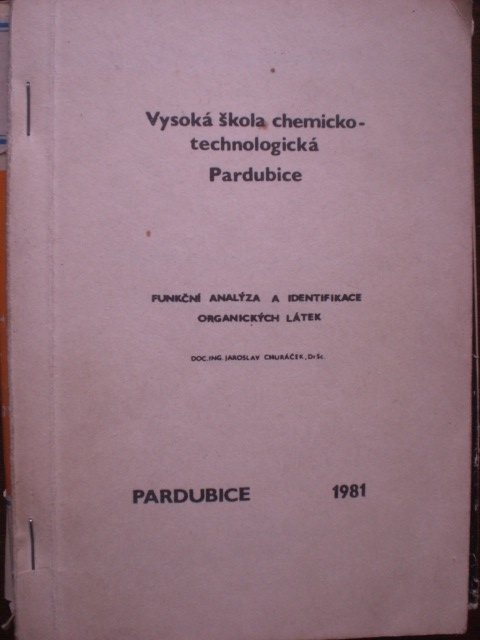 Vysoká škola chemicko-
technologická
Pardubice
FUNKČNÍ ANALÝZA A IDENTIFIKACE
ORGANICKÝCH LÁTEK
DOC.ING. JAROSLAV CHURÁČEK, DrSc.
PARDUBICE 1981